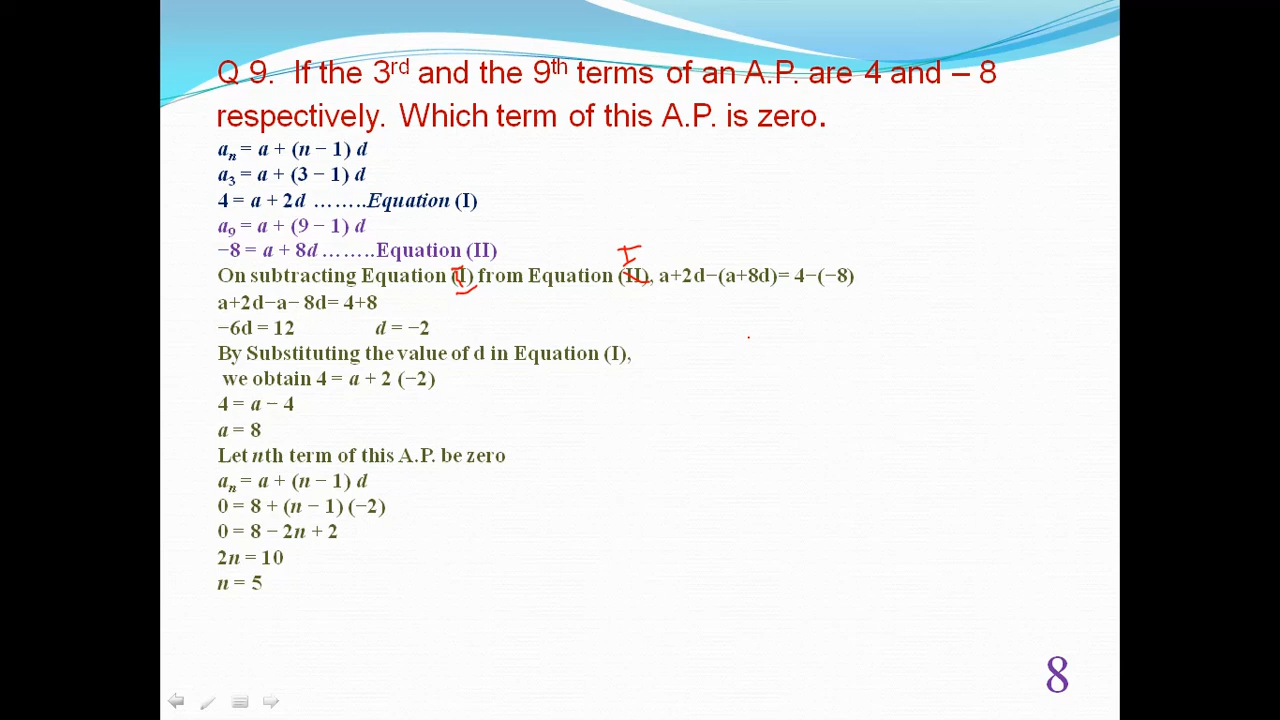 Q 9. If the 3rd and the 9th terms of an A.P. are 4 and – 8
respectively. Which term of this A.P. is zero.
an = a + (n − 1) d
a3 = a + (3 − 1) d
4 = a + 2d ……..Equation (I)
a9 = a + (9 − 1) d
−8 = a + 8d ……..Equation (II)
I
On subtracting Equation (I) from Equation (II), a+2d−(a+8d)= 4−(−8)
a+2d−a− 8d= 4+8
−6d = 12 d = −2
By Substituting the value of d in Equation (I),
we obtain 4 = a + 2 (−2)
4 = a − 4
a = 8
Let nth term of this A.P. be zero
an = a + (n − 1) d
0 = 8 + (n − 1) (−2)
0 = 8 − 2n + 2
2n = 10
n = 5
8